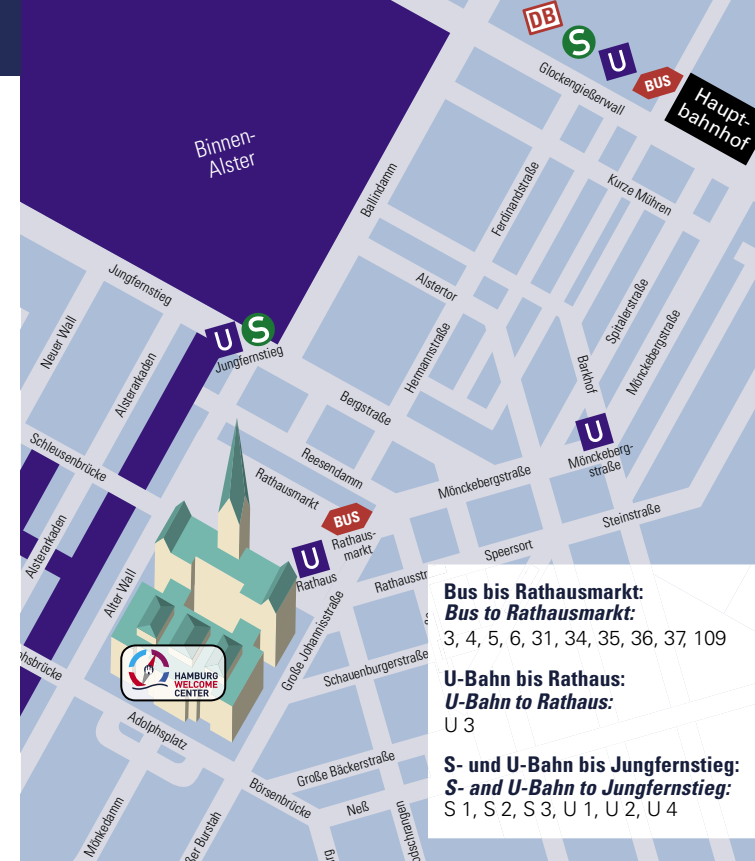 DB
S
U
BUS
Haupt-
bahnhof
Glockengießerwall
Binnen-
Alster
Ballindamm
Ferdinandstraße
Kurze Mühren
Jungfernstieg
Alstertor
Spitalerstraße
Neuer Wall
Alsterarkaden
U
S
Jungfernstieg
Hermannstraße
Barkhof
Mönckebergstraße
Bergstraße
U
Mönckeberg-
straße
Schleusenbrücke
Reesendamm
Rathausmarkt
Mönckebergstraße
BUS
Rathaus-
markt
Steinstraße
Alsterarkaden
Alter Wall
U
Rathaus
Speersort
Rathausstr
Große Johannisstraße
Schauenburgerstraße
HAMBURG
WELCOME
CENTER
Adolphsplatz
Große Bäckerstraße
Börsenbrücke
Neß
Mönkedamm
Bus bis Rathausmarkt:
Bus to Rathausmarkt:
3, 4, 5, 6, 31, 34, 35, 36, 37, 109
U-Bahn bis Rathaus:
U-Bahn to Rathaus:
U 3
S- und U-Bahn bis Jungfernstieg:
S- and U-Bahn to Jungfernstieg:
S 1, S 2, S 3, U 1, U 2, U 4